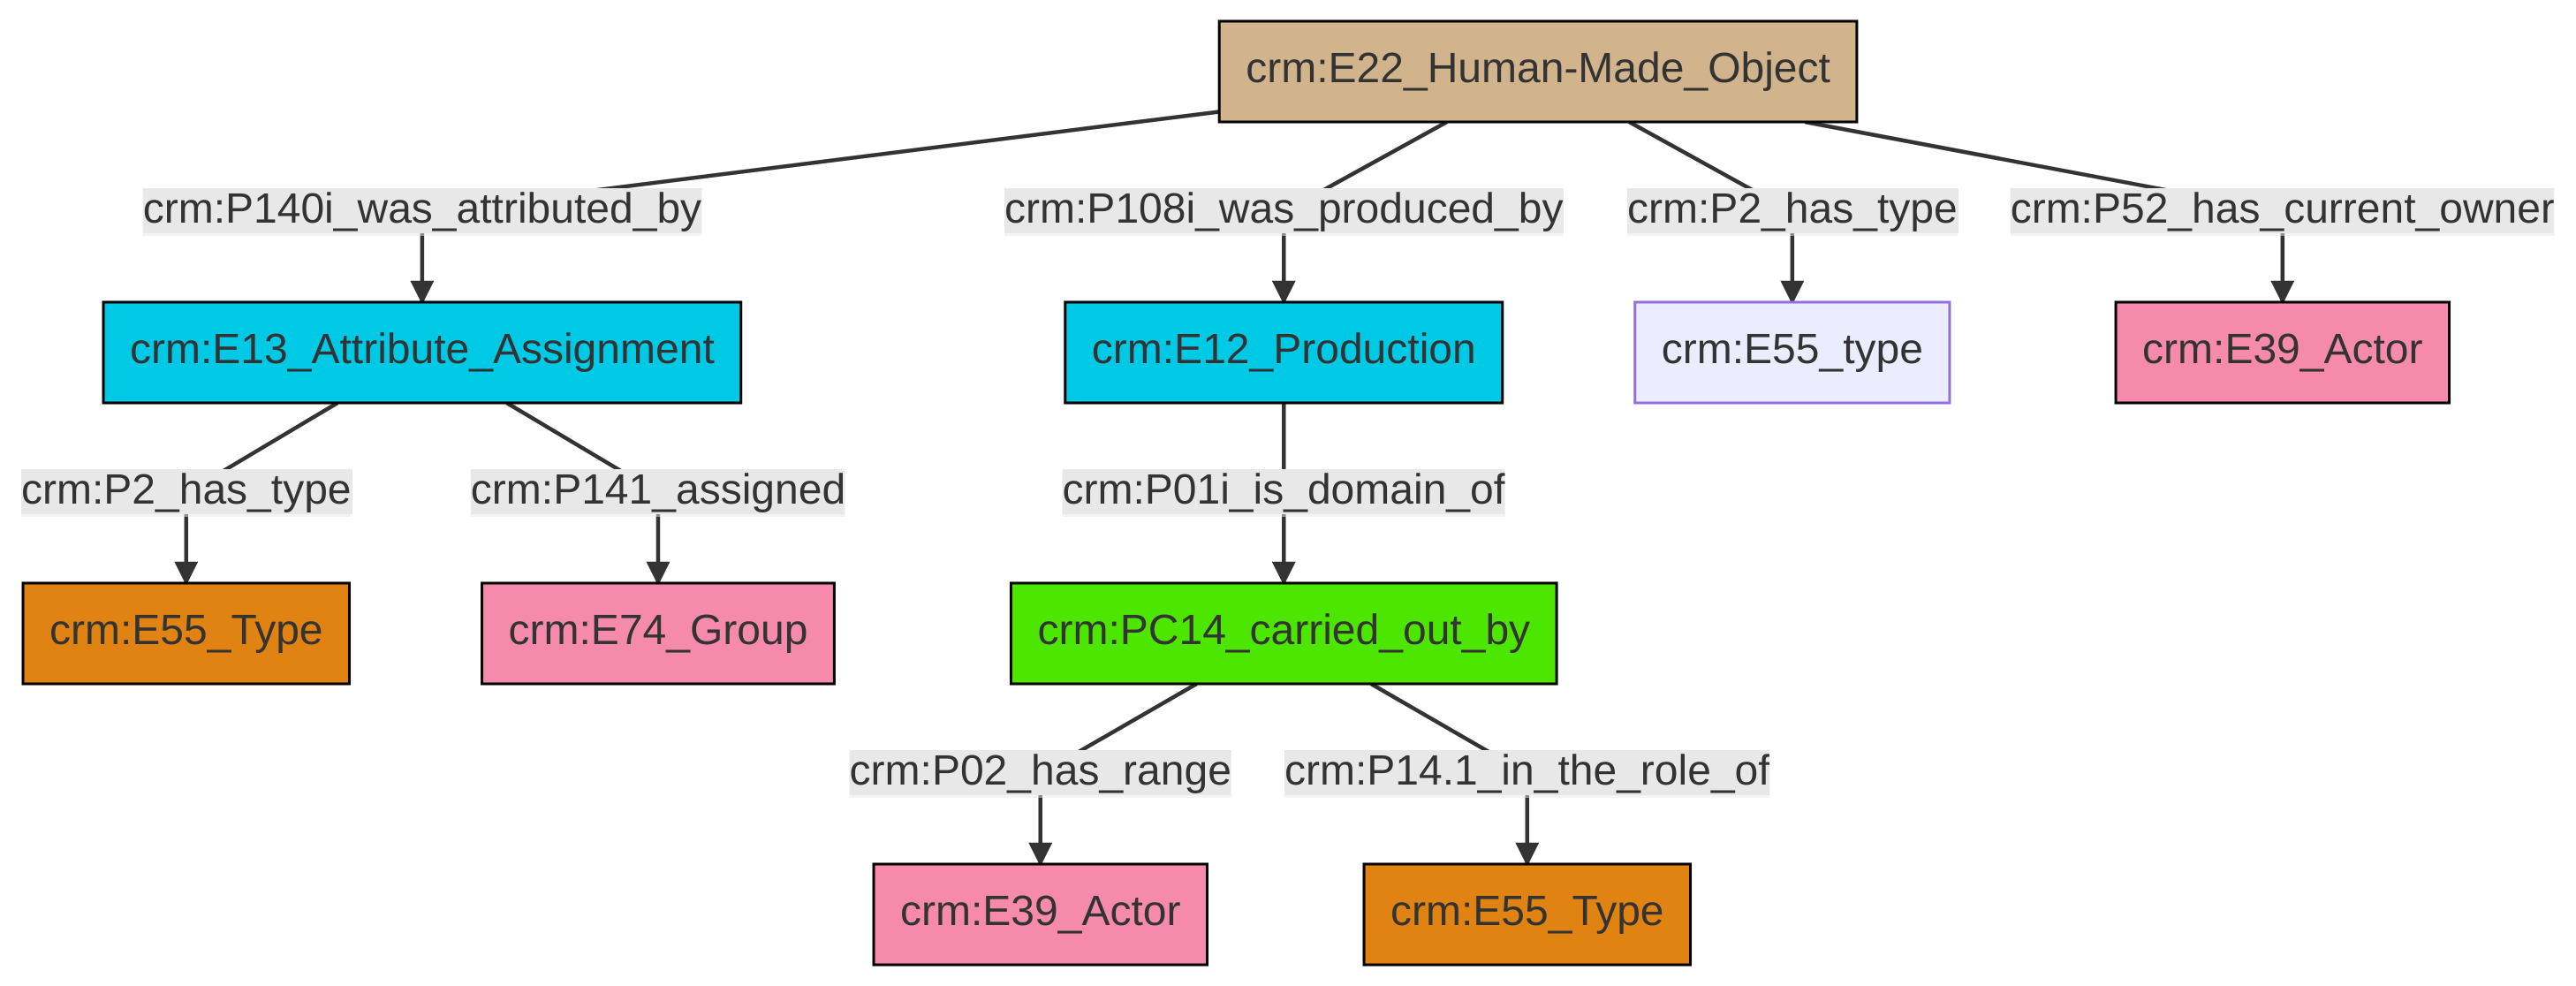 crm:E22_Human-Made_Object
crm:P140i_was_attributed_by
crm:P108i_was_produced_by
crm:P2_has_type
crm:P52_has_current_owner
crm:E13_Attribute_Assignment
crm:E12_Production
crm:E55_type
crm:E39_Actor
crm:P2_has_type
crm:P141_assigned
crm:P01i_is_domain_of
crm:E55_Type
crm:E74_Group
crm:PC14_carried_out_by
crm:P02_has_range
crm:P14.1_in_the_role_of
crm:E39_Actor
crm:E55_Type